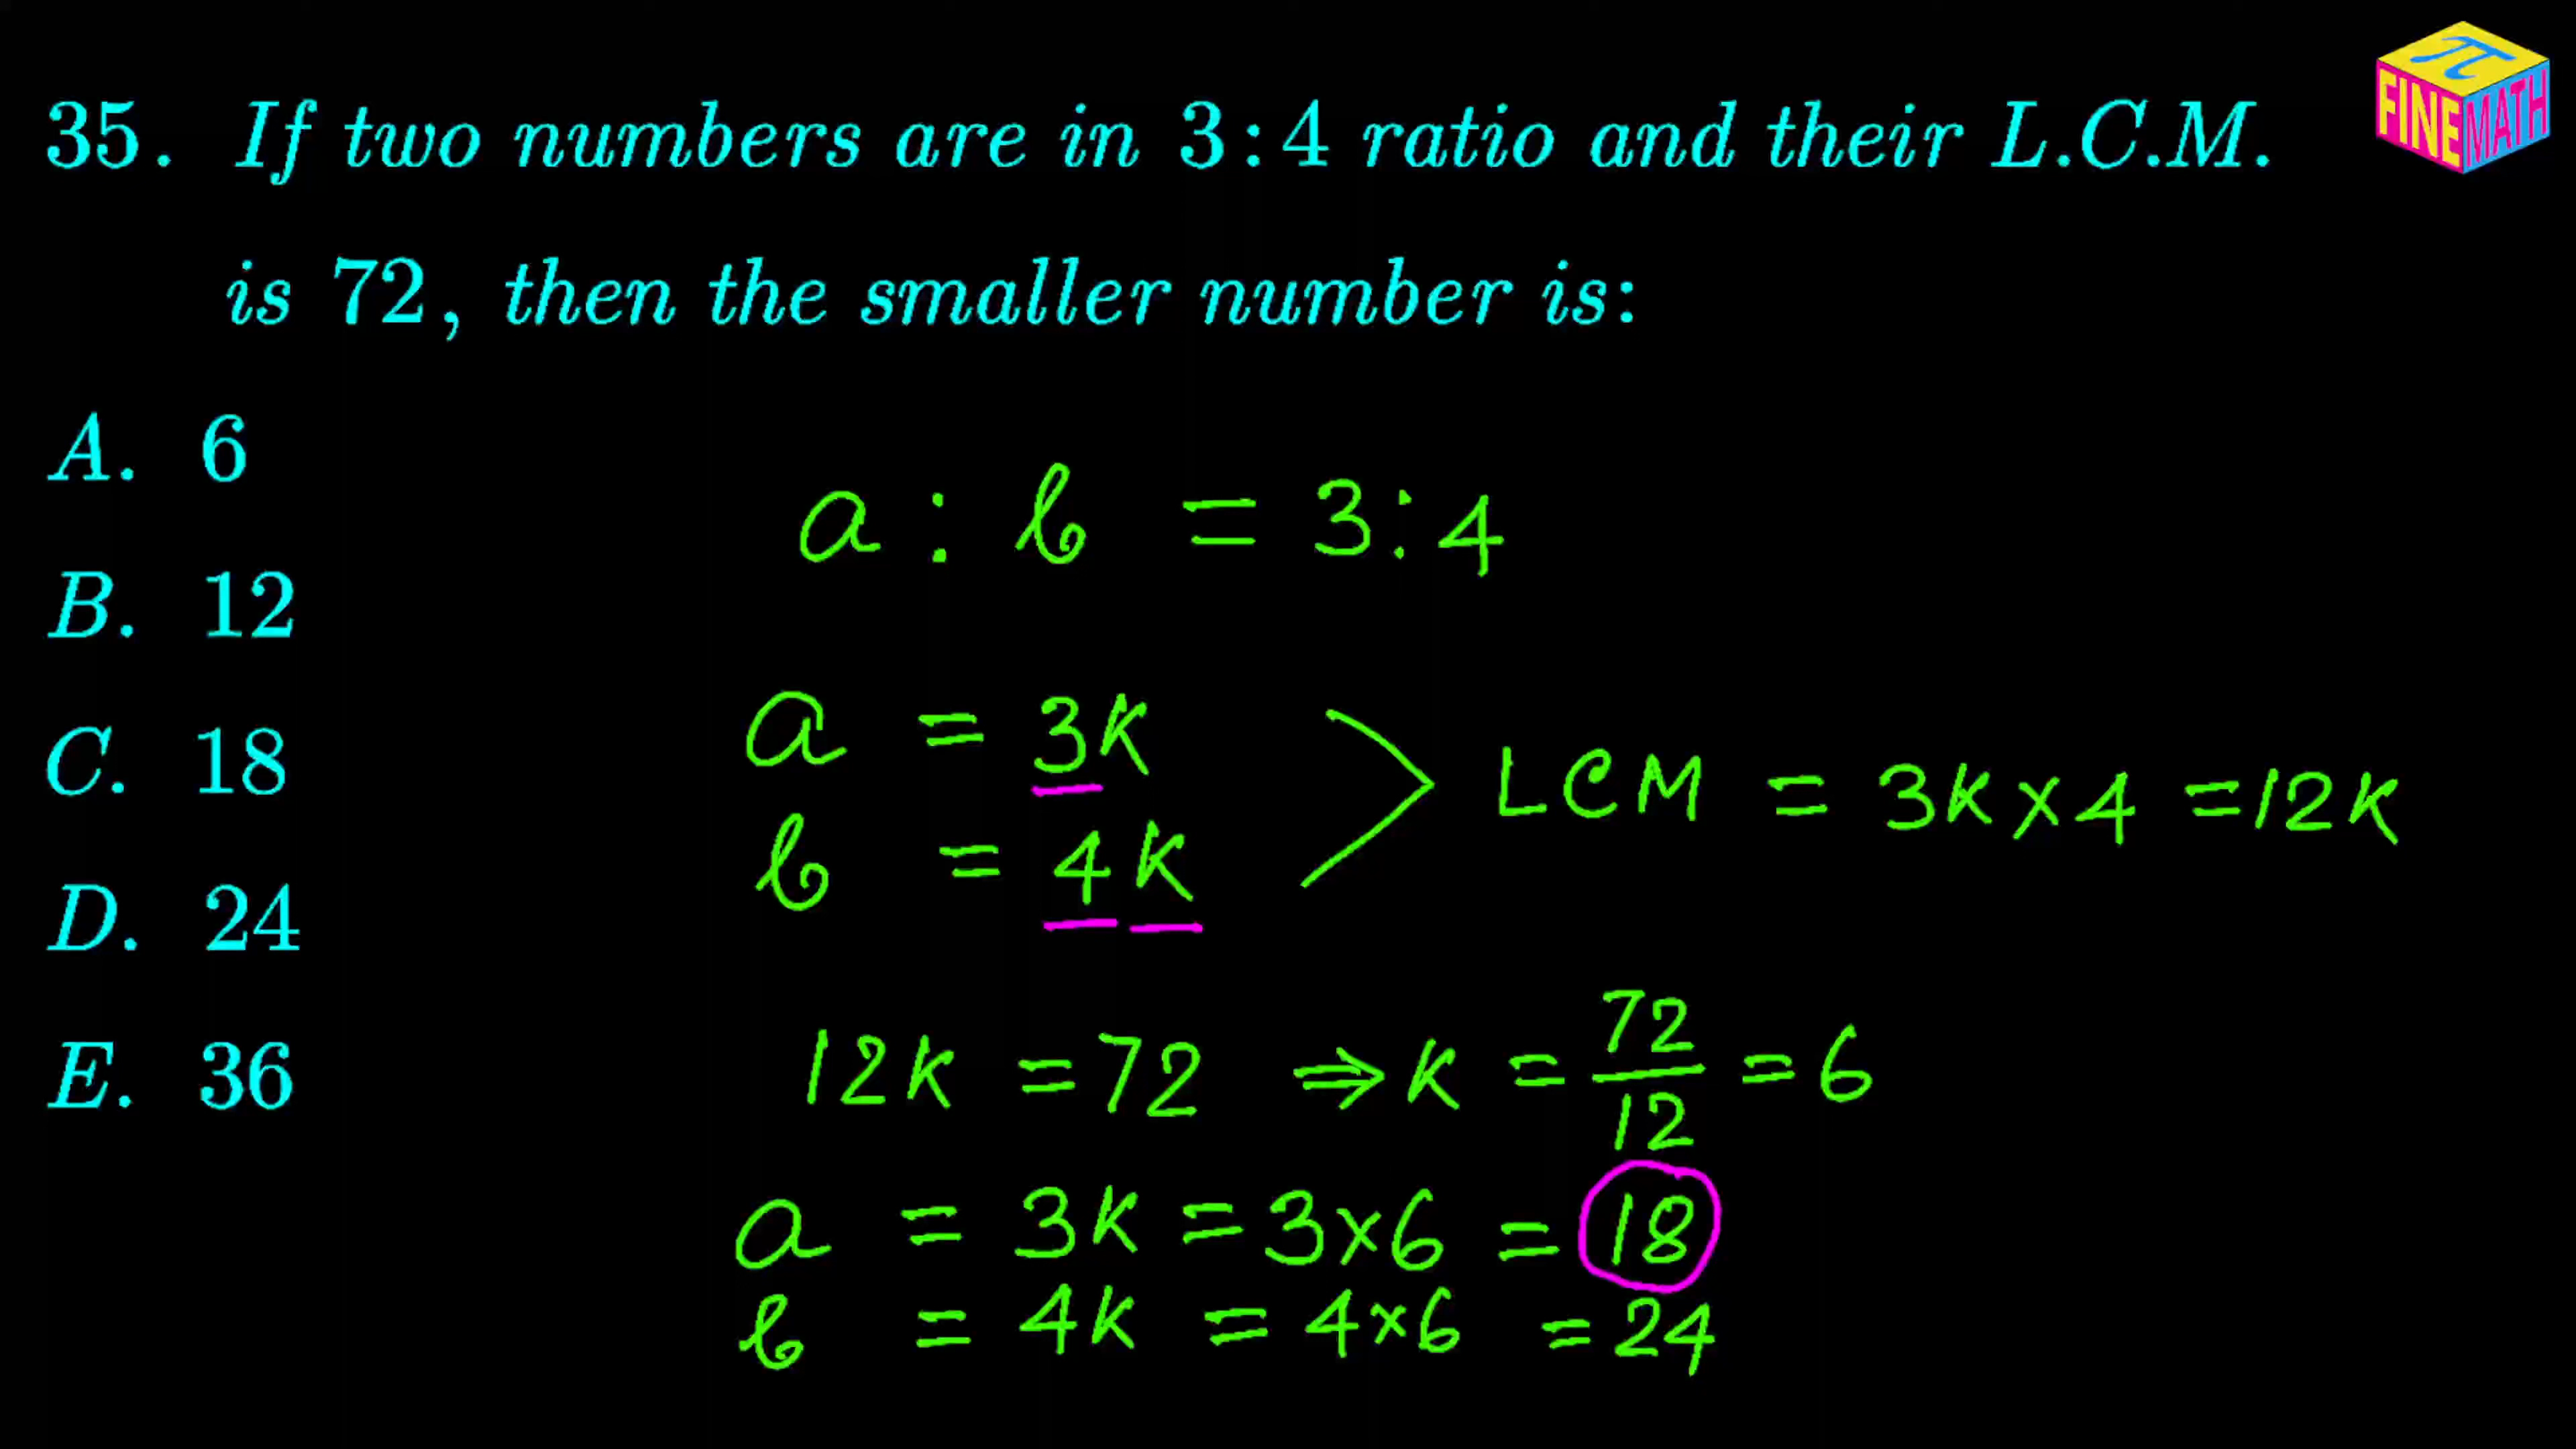 35. If two numbers are in 3:4 ratio and their L.C.M.
is 72, then the smaller number is:
π
FINE MATH
A. 6
B. 12
C. 18
D. 24
E. 36
a : b = 3:4
a = 3k
b = 4k
LCM = 3k×4 =12k
12k =72 ⇒ k = 72/12 = 6
a = 3k = 3×6 = 18
b = 4k = 4×6 = 24